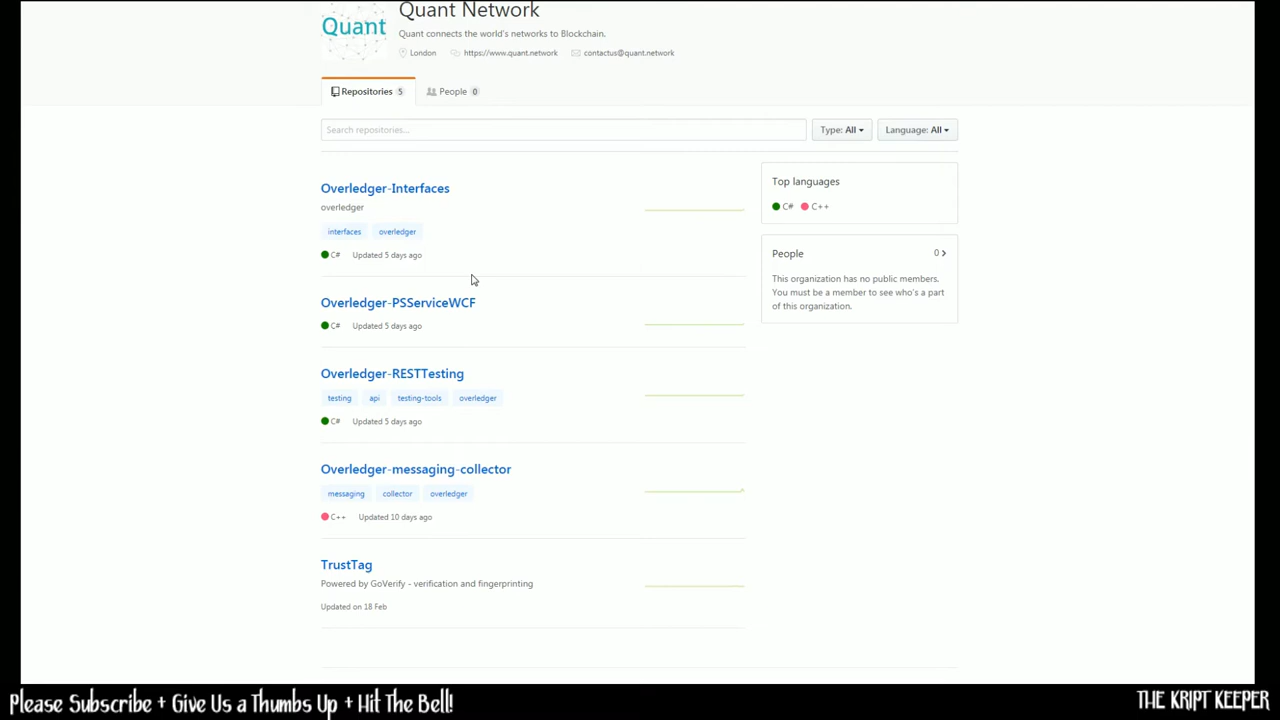 Quant Network
Quant
Quant connects the world's networks to Blockchain.
London https://www.quant.network contactus@quant.network
Repositories 5 People 0
Search repositories... Type: All Language: All
Overledger-Interfaces
overledger
interfaces overledger
C# Updated 5 days ago
Overledger-PSServiceWCF
C# Updated 5 days ago
Overledger-RESTTesting
testing api testing-tools overledger
C# Updated 5 days ago
Overledger-messaging-collector
messaging collector overledger
C++ Updated 10 days ago
TrustTag
Powered by GoVerify - verification and fingerprinting
Updated on 18 Feb
Top languages
C# C++
People 0
This organization has no public members.
You must be a member to see who's a part
of this organization.
Please Subscribe + Give Us a Thumbs Up + Hit The Bell!
THE KRIPT KEEPER